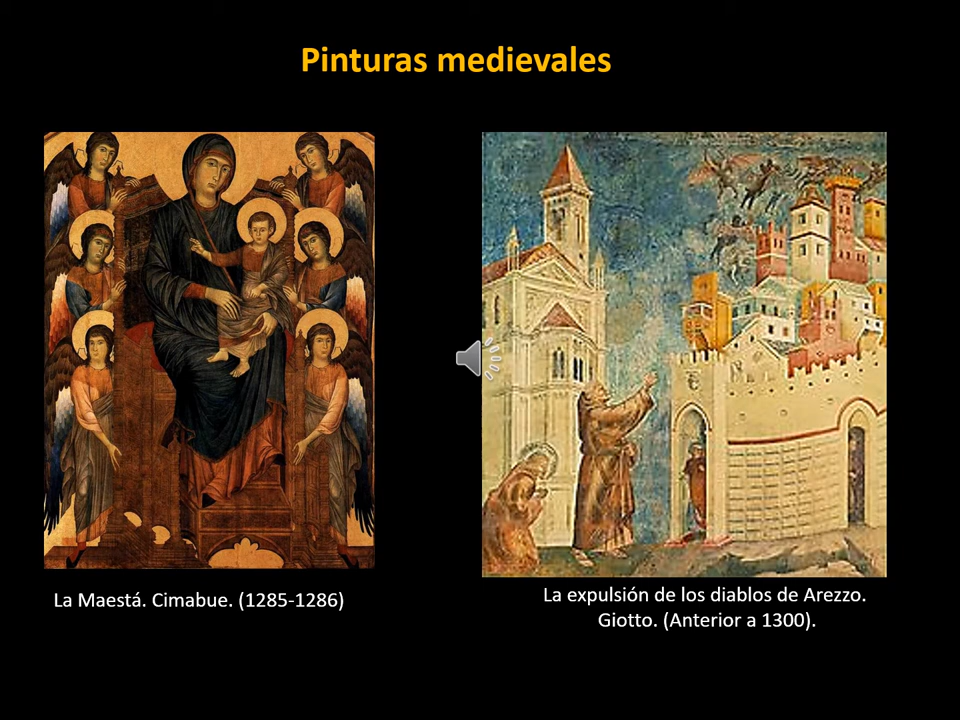 Pinturas medievales
La Maestá. Cimabue. (1285-1286)
La expulsión de los diablos de Arezzo.
Giotto. (Anterior a 1300).